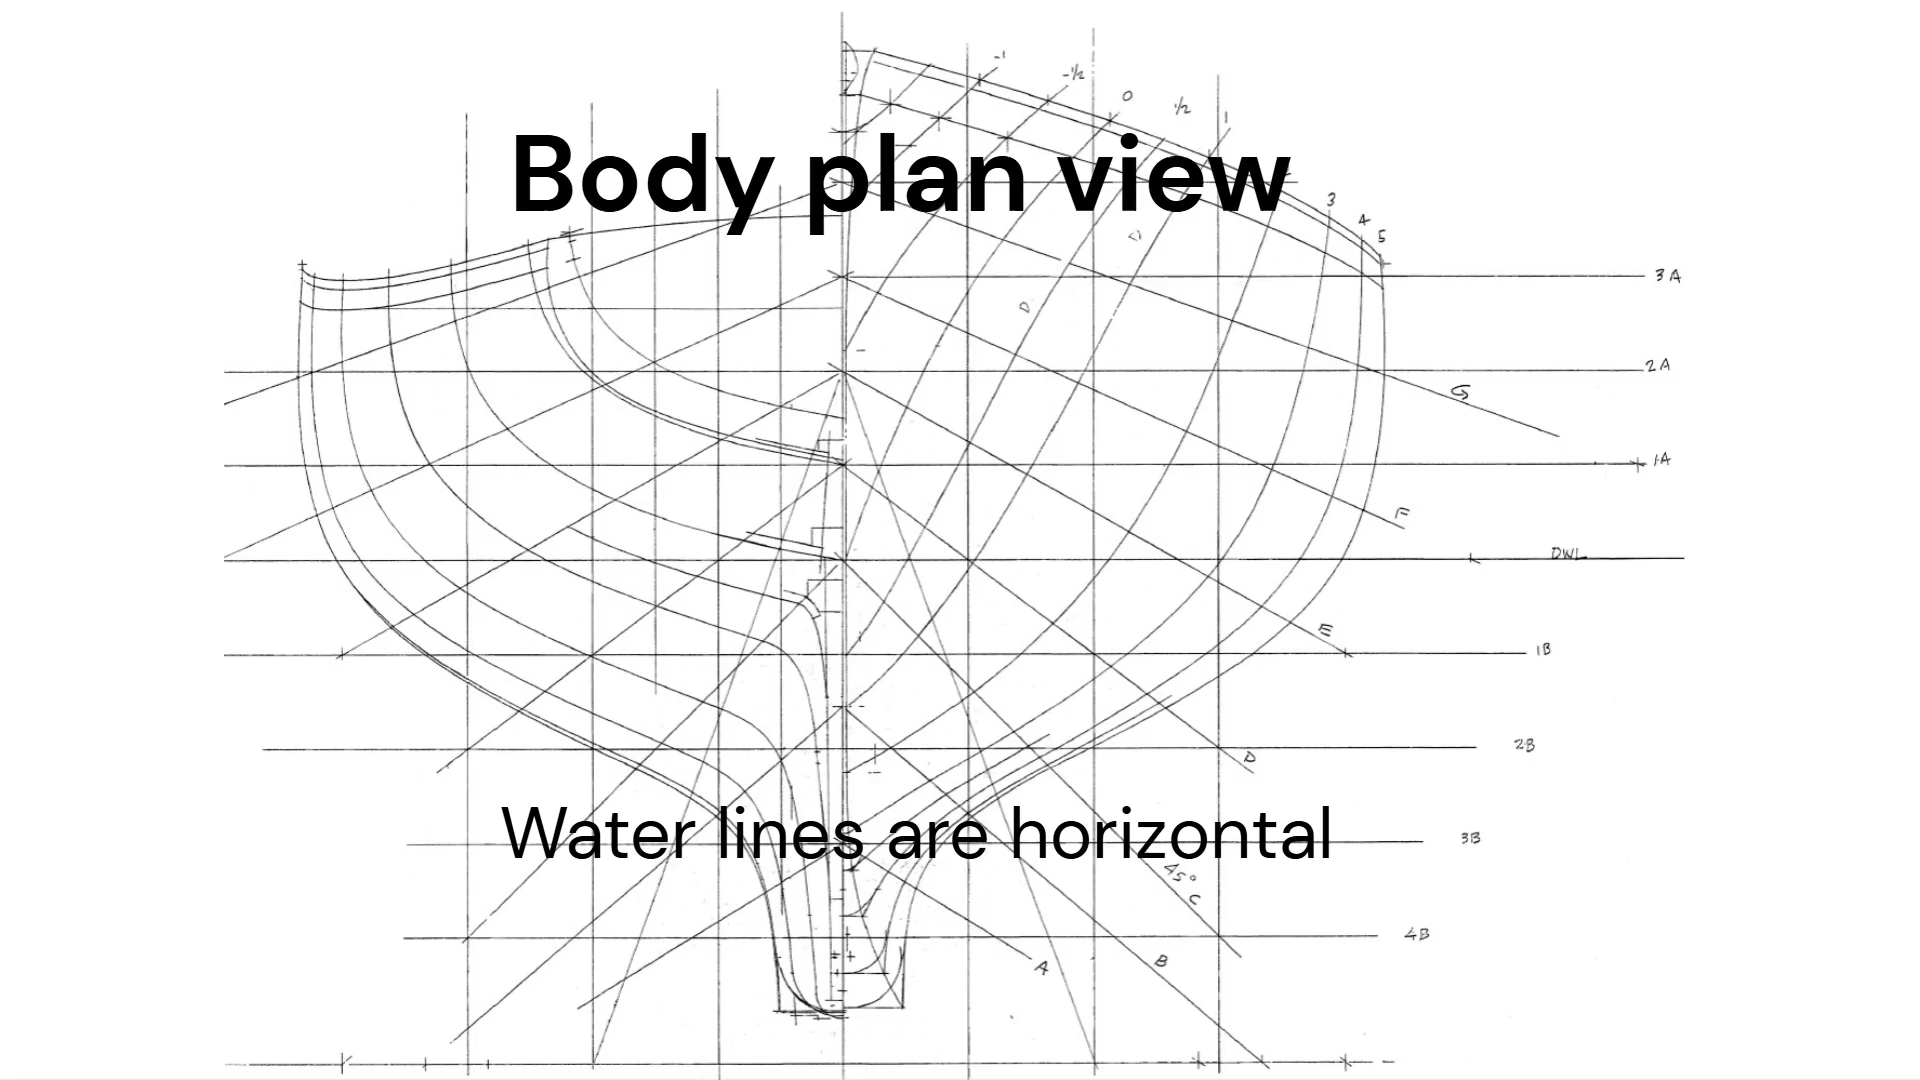 -1
-½
0
½
1
Body plan view
3
4
5
D
3A
D
2A
G
1A
F
DWL
E
1B
2B
D
Water lines are horizontal
3B
45°
C
4B
B
A